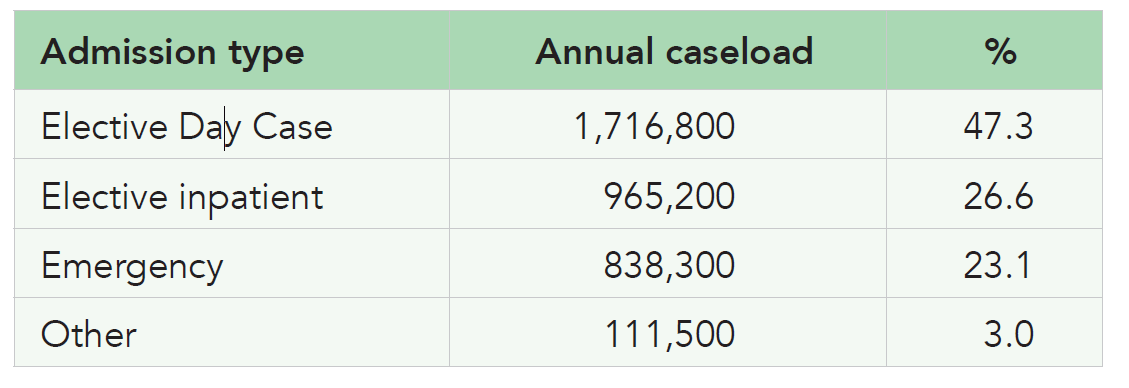 Admission type Annual caseload %
Elective Day Case 1,716,800 47.3
Elective inpatient 965,200 26.6
Emergency 838,300 23.1
Other 111,500 3.0